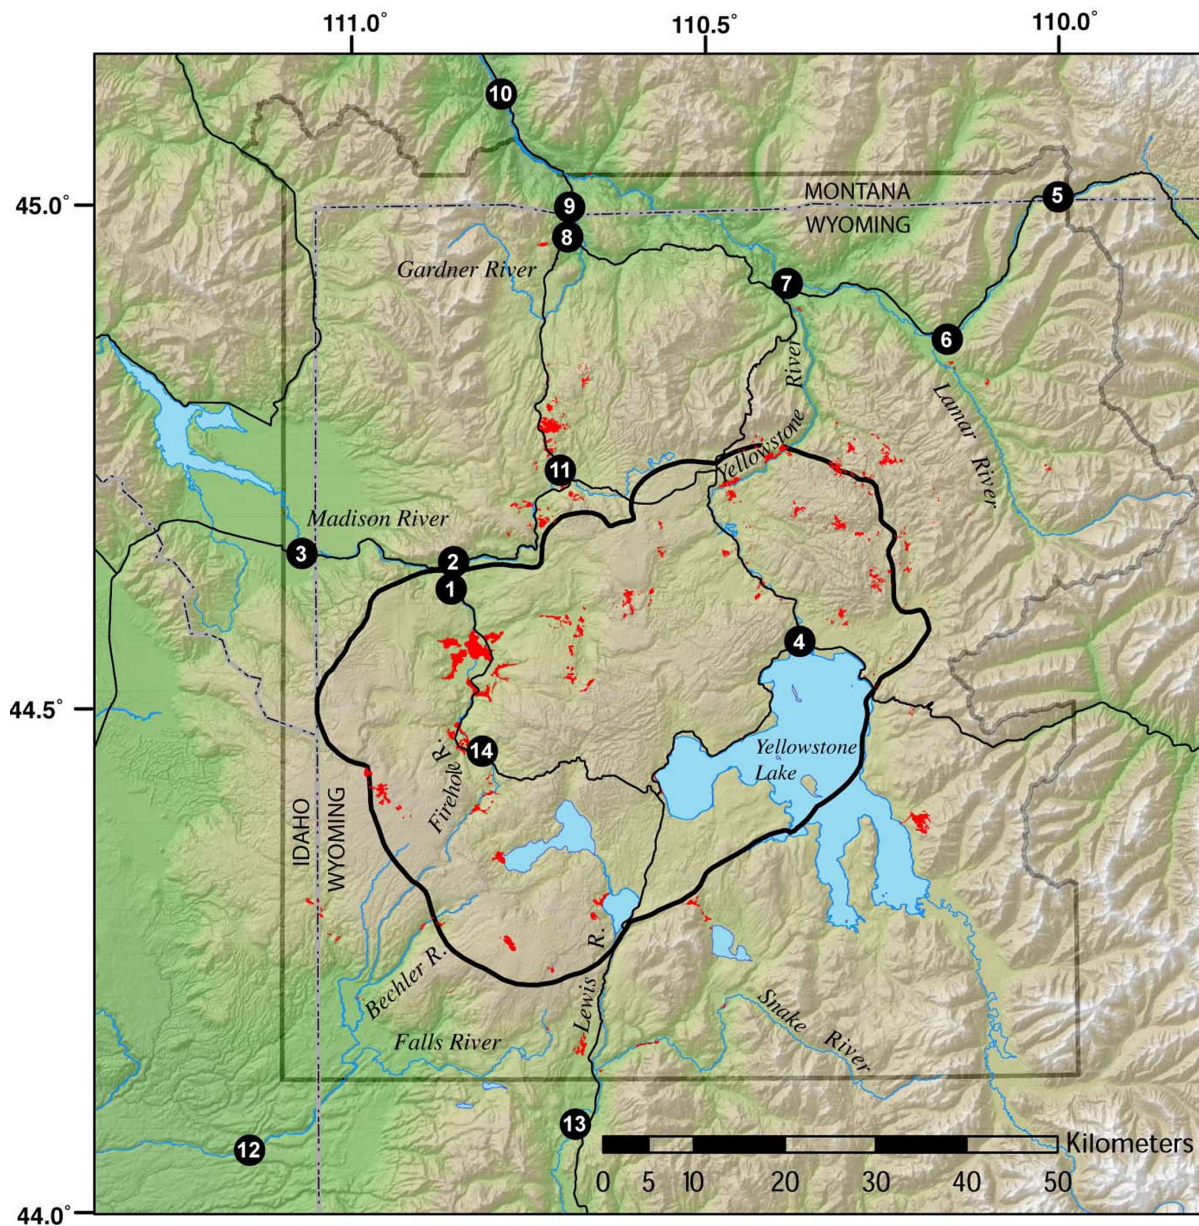 111.0°
110.5°
110.0°
10
45.0°
9
MONTANA
5
WYOMING
8
Gardner River
7
6
River
Lamar River
Yellowstone
11
Madison River
3
2
1
4
44.5°
14
Yellowstone
Lake
Firehole R.
IDAHO
WYOMING
Bechler R.
Lewis R.
Snake River
Falls River
13
12
Kilometers
0 5 10 20 30 40 50
44.0°